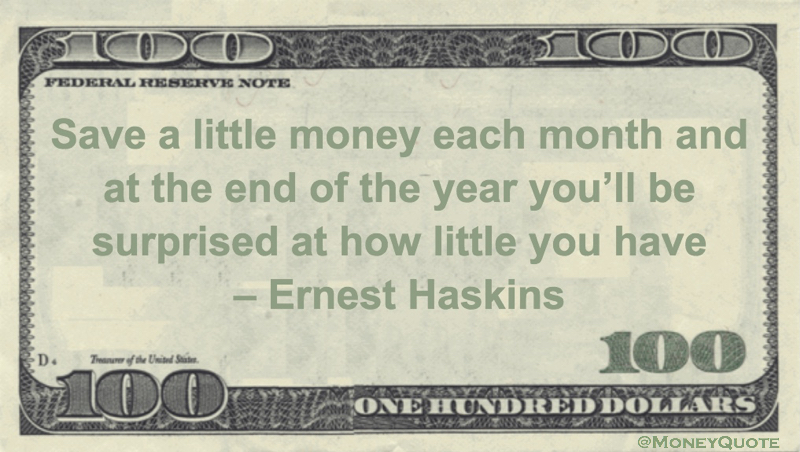 100 100
FEDERAL RESERVE NOTE
Save a little money each month and
at the end of the year you’ll be
surprised at how little you have
– Ernest Haskins
100
D 4 Treasurer of the United States.
100
ONE HUNDRED DOLLARS
@MoneyQuote